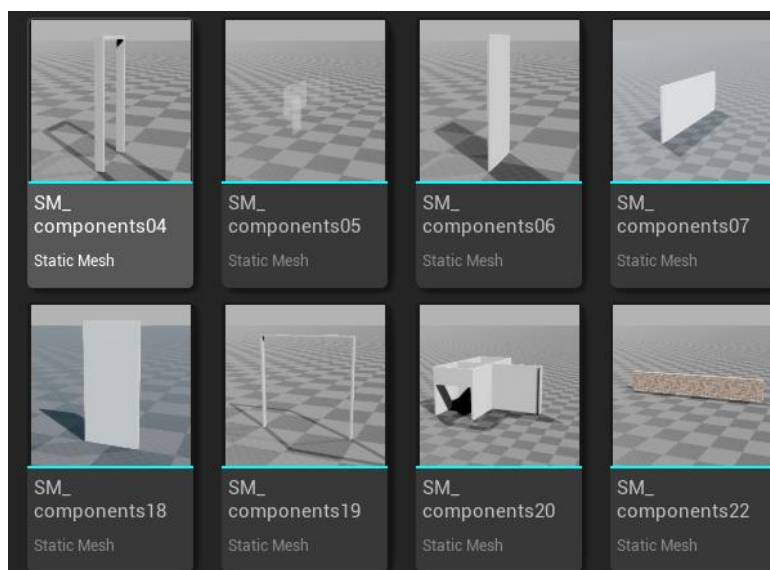 SM_
components04
Static Mesh
SM_
components05
Static Mesh
SM_
components06
Static Mesh
SM_
components07
Static Mesh
SM_
components18
Static Mesh
SM_
components19
Static Mesh
SM_
components20
Static Mesh
SM_
components22
Static Mesh